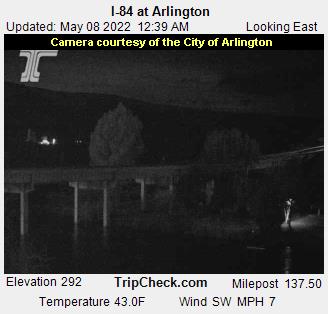 I-84 at Arlington
Updated: May 08 2022 12:39 AM Looking East
Camera courtesy of the City of Arlington
Elevation 292 TripCheck.com Milepost 137.50
Temperature 43.0F Wind SW MPH 7